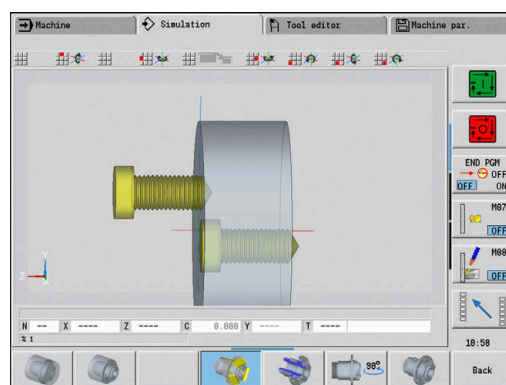 Machine
Simulation
Tool editor
Machine par.
END PGM
OFF
OFF ON
M07
OFF
M08
OFF
Y
Z
X
N -- X ---- Z ---- C 0.000 Y ---- T ----
% 1
10:58
90°
Back